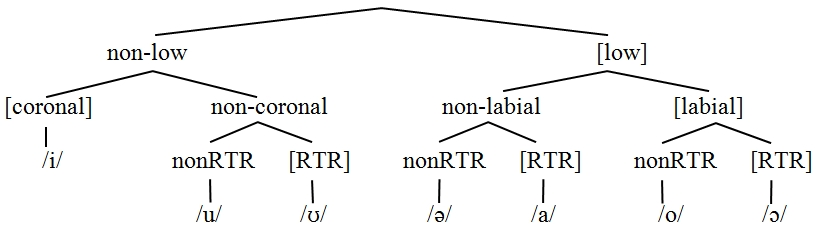 non-low [low]
[coronal] non-coronal non-labial [labial]
/i/ nonRTR [RTR] nonRTR [RTR] nonRTR [RTR]
/u/ /ʊ/ /ə/ /a/ /o/ /ɔ/